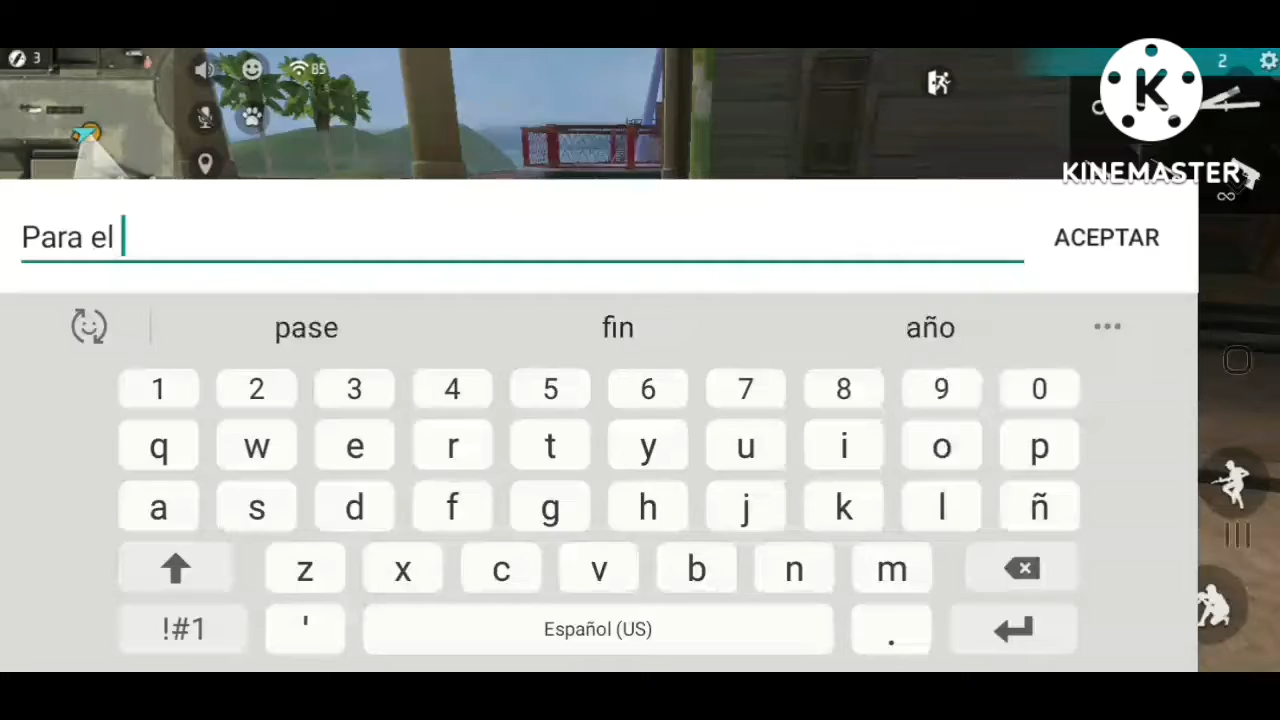 3
85
2
K
KINEMASTER
∞
Para el
ACEPTAR
pase fin año
1 2 3 4 5 6 7 8 9 0
q w e r t y u i o p
a s d f g h j k l ñ
z x c v b n m
!#1 ' Español (US) .